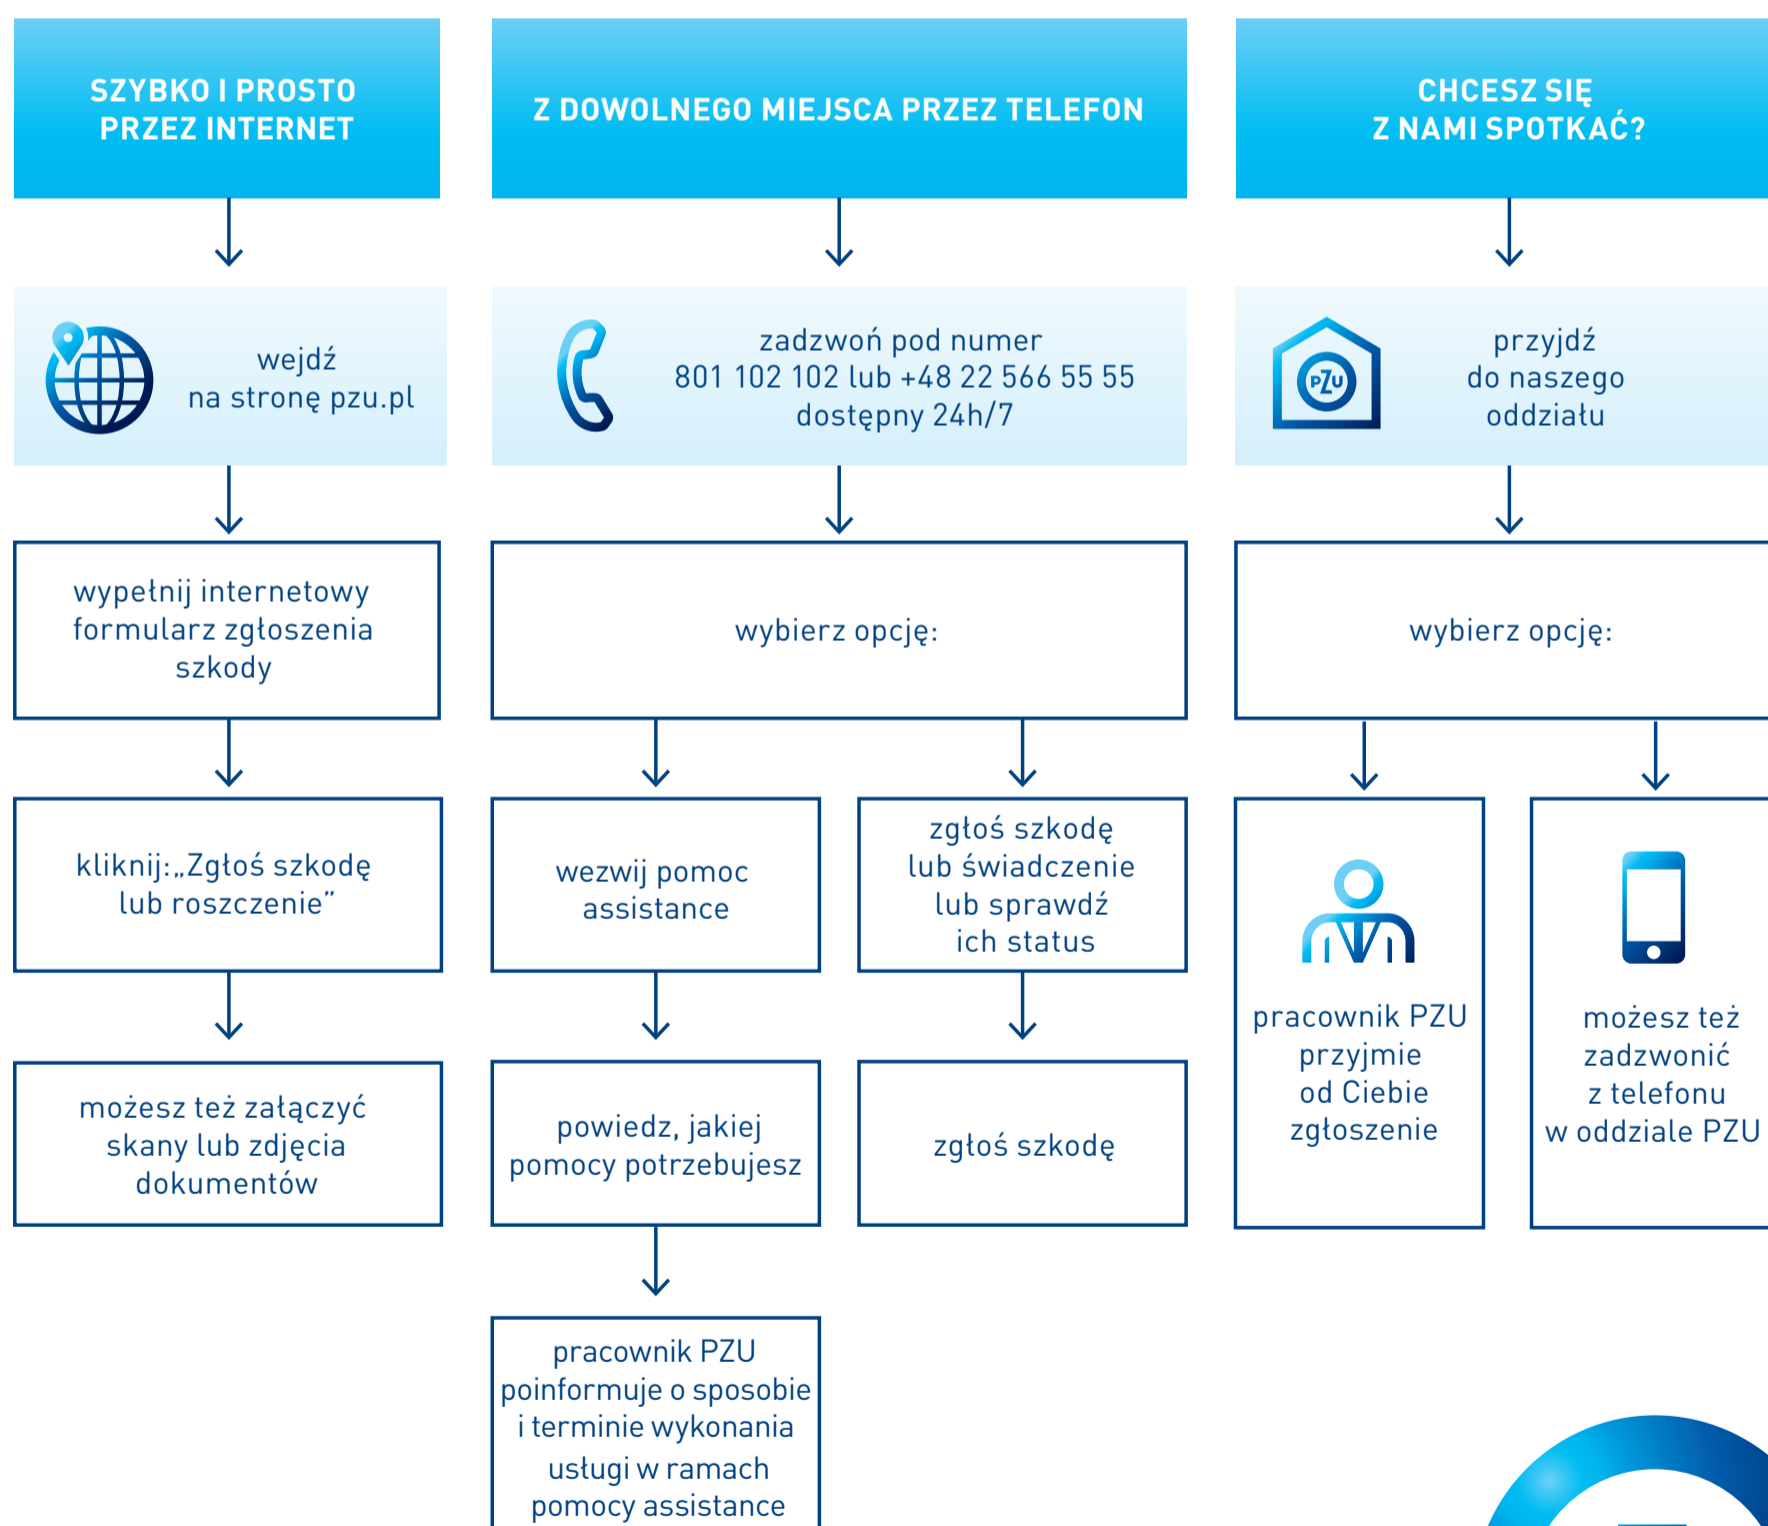 SZYBKO I PROSTO
PRZEZ INTERNET
wejdź
na stronę pzu.pl
wypełnij internetowy
formularz zgłoszenia
szkody
kliknij: „Zgłoś szkodę
lub roszczenie”
możesz też załączyć
skany lub zdjęcia
dokumentów
Z DOWOLNEGO MIEJSCA PRZEZ TELEFON
zadzwoń pod numer
801 102 102 lub +48 22 566 55 55
dostępny 24h/7
wybierz opcję:
wezwij pomoc
assistance
powiedz, jakiej
pomocy potrzebujesz
pracownik PZU
poinformuje o sposobie
i terminie wykonania
usługi w ramach
pomocy assistance
zgłoś szkodę
lub świadczenie
lub sprawdź
ich status
zgłoś szkodę
CHCESZ SIĘ
Z NAMI SPOTKAĆ?
PZU
przyjdź
do naszego
oddziału
wybierz opcję:
pracownik PZU
przyjmie
od Ciebie
zgłoszenie
możesz też
zadzwonić
z telefonu
w oddziale PZU